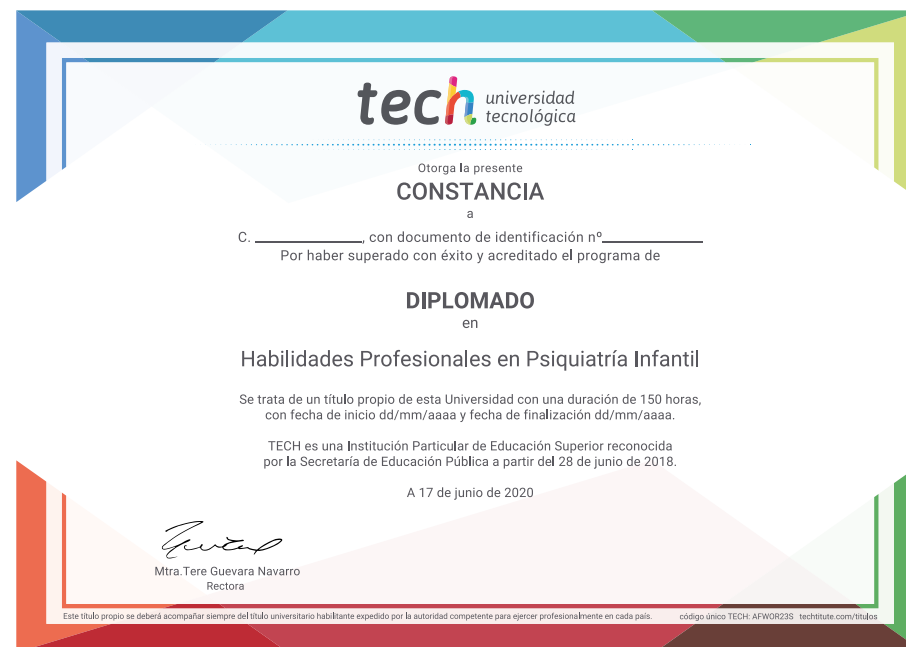 tech universidad
tecnológica
Otorga la presente
CONSTANCIA
a
C. ____________, con documento de identificación nº____________
Por haber superado con éxito y acreditado el programa de
DIPLOMADO
en
Habilidades Profesionales en Psiquiatría Infantil
Se trata de un título propio de esta Universidad con una duración de 150 horas,
con fecha de inicio dd/mm/aaaa y fecha de finalización dd/mm/aaaa.
TECH es una Institución Particular de Educación Superior reconocida
por la Secretaría de Educación Pública a partir del 28 de junio de 2018.
A 17 de junio de 2020
Mtra.Tere Guevara Navarro
Rectora
Este título propio se deberá acompañar siempre del título universitario habilitante expedido por la autoridad competente para ejercer profesionalmente en cada país. código único TECH: AFWOR23S techtitute.com/titulos